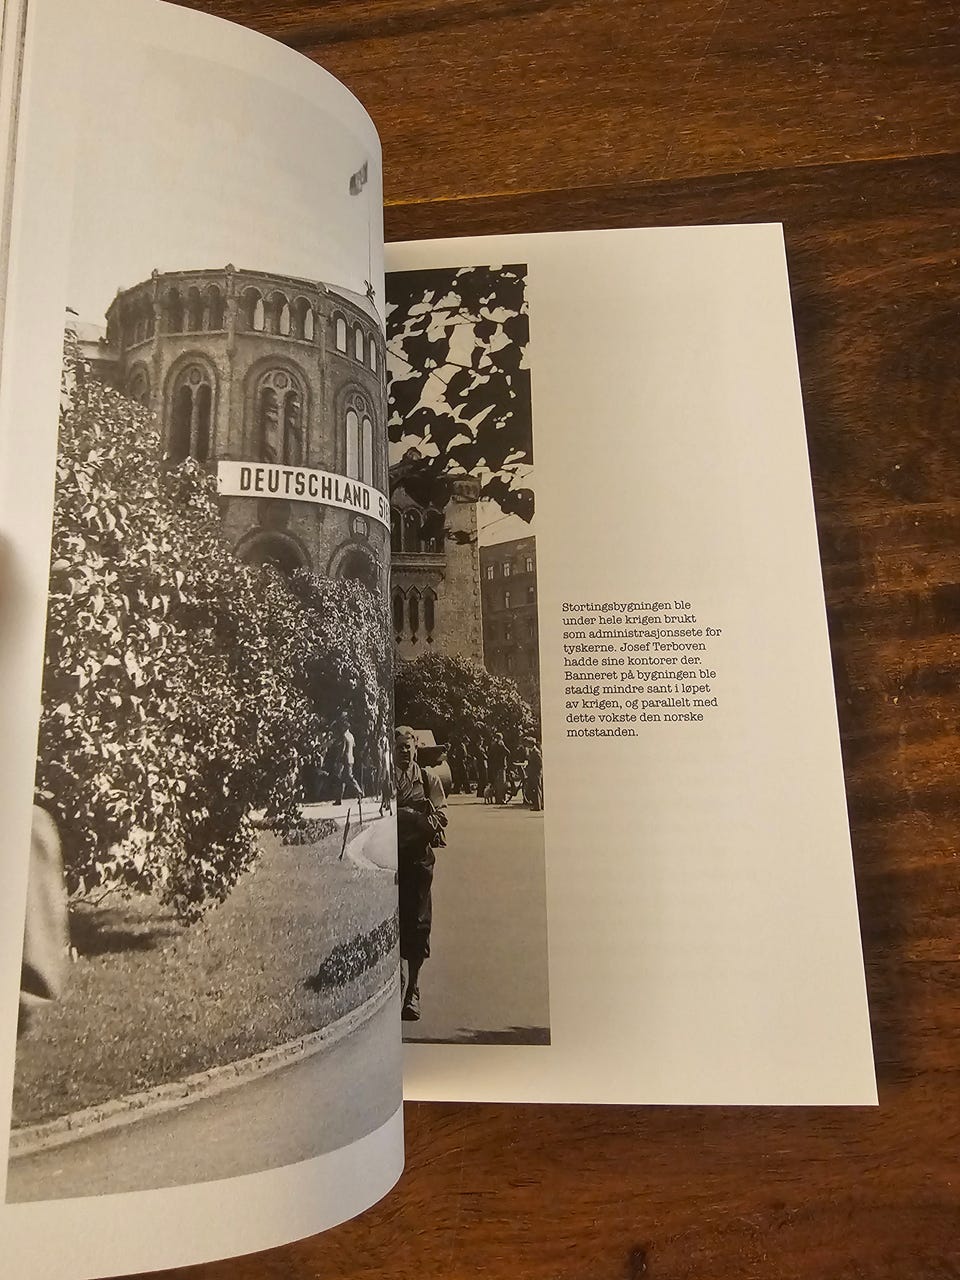 DEUTSCHLAND
Stortingsbygningen ble
under hele krigen brukt
som administrasjonssete for
tyskerne. Josef Terboven
hadde sine kontorer der.
Banneret på bygningen ble
stadig mindre sant i løpet
av krigen, og parallelt med
dette vokste den norske
motstanden.